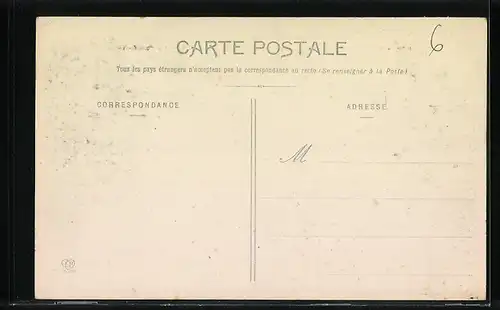 6
CARTE POSTALE
Tous les pays étrangers n'acceptent pas la correspondance au recto (Se renseigner à la Poste)
CORRESPONDANCE
ADRESSE
M